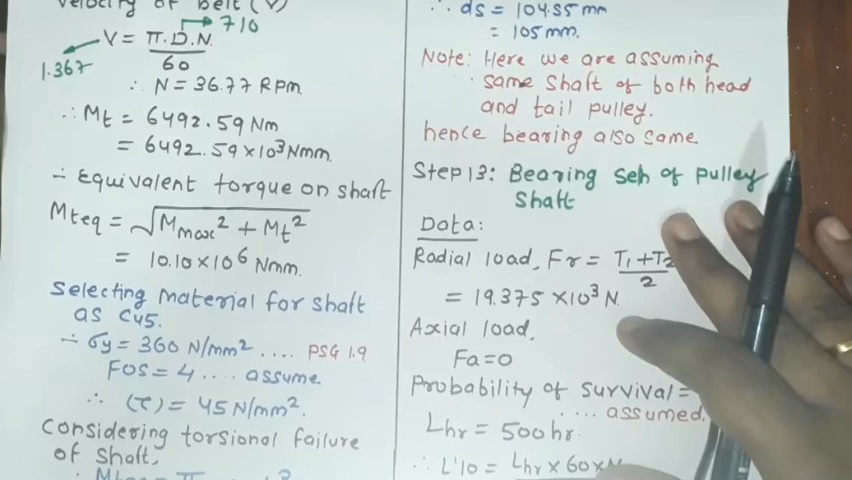 Velocity of Belt (V)
→ 710
V = π.D.N.
60
1.367
∴ N = 36.77 RPm
∴ Mt = 6492.59 Nm
= 6492.59 × 10³ Nmm.
∴ Equivalent torque on shaft
Mteq = √Mmax² + Mt²
= 10.10 × 10⁶ Nmm.
Selecting material for shaft
as C45.
∴ σy = 360 N/mm² .... PSG 1.9
FOS = 4 .... assume.
∴ (τ) = 45 N/mm².
Considering torsional failure
of shaft.
∴ ds = 104.55 mm
= 105 mm.
Note: Here we are assuming
same shaft of both head
and tail pulley.
hence bearing also same.
Step 13: Bearing seln of pulley
shaft
Data:
Radial load, Fr = T1 + T2
2
= 19.375 × 10³ N.
Axial load,
Fa = 0
Probability of survival =
.... assumed.
Lhr = 500 hr.
∴ L10 = Lhr × 60 × N